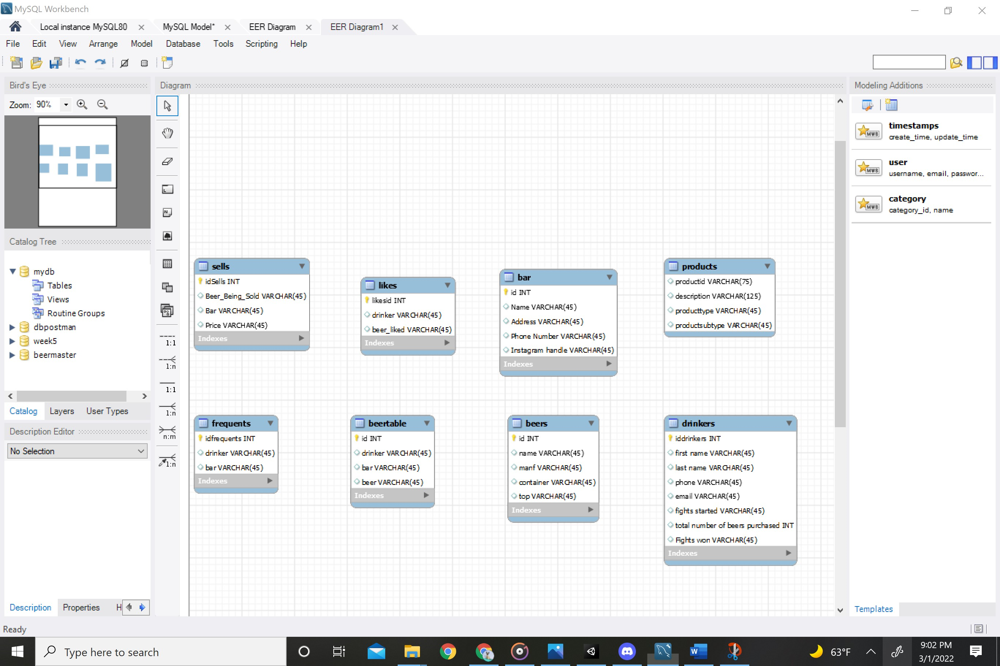 MySQL Workbench
Local instance MySQL80
MySQL Model*
EER Diagram
EER Diagram1
File Edit View Arrange Model Database Tools Scripting Help
Bird's Eye
Diagram
Modeling Additions
Zoom: 90%
timestamps
create_time, update_time
user
username, email, passwor...
category
category_id, name
Catalog Tree
mydb
Tables
Views
Routine Groups
dbpostman
week5
beermaster
Catalog Layers User Types
Description Editor
No Selection
Description Properties H
1:1
1:n
1:1
1:n
n:m
1:n
sells
idSells INT
Beer_Being_Sold VARCHAR(45)
Bar VARCHAR(45)
Price VARCHAR(45)
Indexes
likes
likesid INT
drinker VARCHAR(45)
beer_liked VARCHAR(45)
Indexes
bar
id INT
Name VARCHAR(45)
Address VARCHAR(45)
Phone Number VARCHAR(45)
Instagram handle VARCHAR(45)
Indexes
products
productid VARCHAR(75)
description VARCHAR(125)
producttype VARCHAR(45)
productsubtype VARCHAR(45)
frequents
idfrequents INT
drinker VARCHAR(45)
bar VARCHAR(45)
Indexes
beertable
id INT
drinker VARCHAR(45)
bar VARCHAR(45)
beer VARCHAR(45)
Indexes
beers
id INT
name VARCHAR(45)
manf VARCHAR(45)
container VARCHAR(45)
top VARCHAR(45)
Indexes
drinkers
iddrinkers INT
first name VARCHAR(45)
last name VARCHAR(45)
phone VARCHAR(45)
email VARCHAR(45)
fights started VARCHAR(45)
total number of beers purchased INT
Fights won VARCHAR(45)
Indexes
MWB
MWB
MWB
Templates
Ready
Type here to search
W
63°F
9:02 PM
3/1/2022